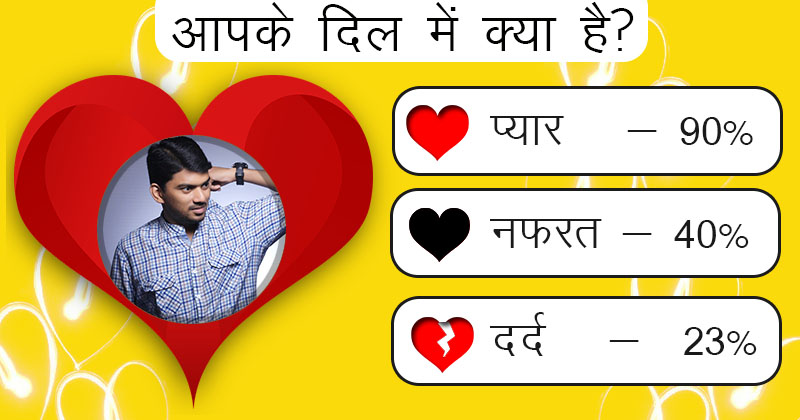 आपके दिल में क्या है?
प्यार – 90%
नफरत – 40%
दर्द – 23%